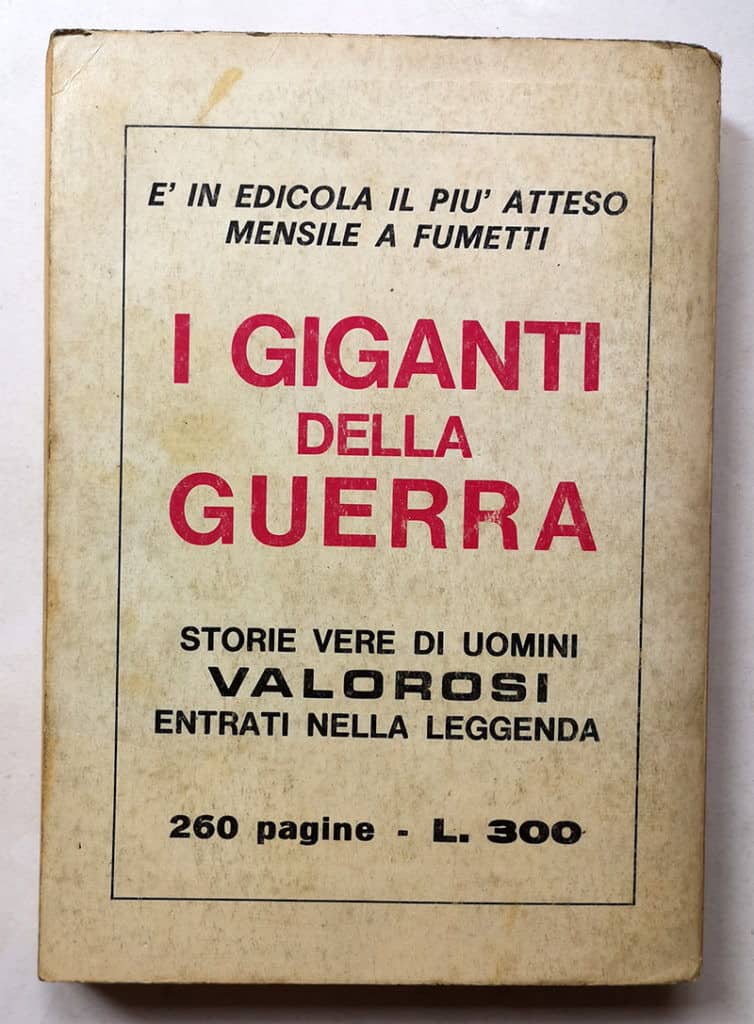 E' IN EDICOLA IL PIU' ATTESO
MENSILE A FUMETTI
I GIGANTI
DELLA
GUERRA
STORIE VERE DI UOMINI
VALOROSI
ENTRATI NELLA LEGGENDA
260 pagine - L. 300